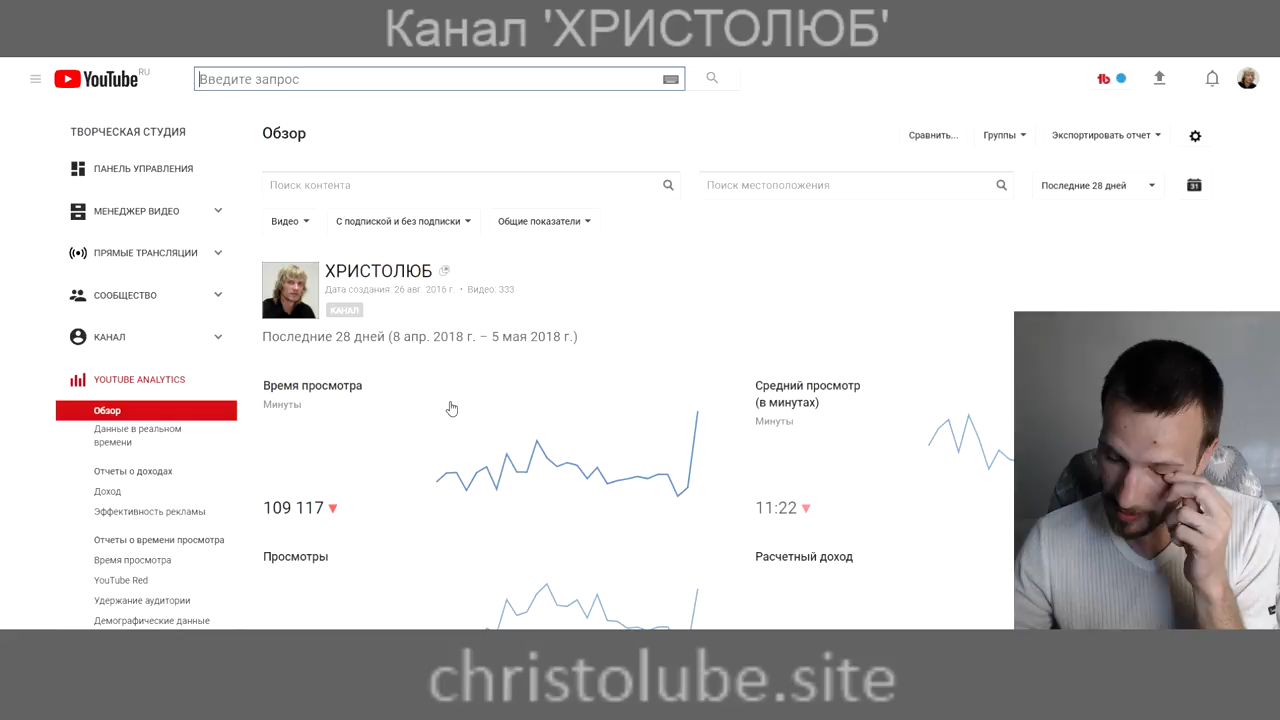 Канал 'ХРИСТОЛЮБ'
YouTube RU
Введите запрос
ТВОРЧЕСКАЯ СТУДИЯ
ПАНЕЛЬ УПРАВЛЕНИЯ
МЕНЕДЖЕР ВИДЕО
ПРЯМЫЕ ТРАНСЛЯЦИИ
СООБЩЕСТВО
КАНАЛ
YOUTUBE ANALYTICS
Обзор
Данные в реальном
времени
Отчеты о доходах
Доход
Эффективность рекламы
Отчеты о времени просмотра
Время просмотра
YouTube Red
Удержание аудитории
Демографические данные
Обзор
Сравнить...
Группы
Экспортировать отчет
Поиск контента
Поиск местоположения
Последние 28 дней
31
Видео
С подпиской и без подписки
Общие показатели
ХРИСТОЛЮБ
Дата создания: 26 авг. 2016 г. • Видео: 333
КАНАЛ
Последние 28 дней (8 апр. 2018 г. – 5 мая 2018 г.)
Время просмотра
Минуты
109 117
Средний просмотр
(в минутах)
Минуты
11:22
Просмотры
Расчетный доход
christolube.site